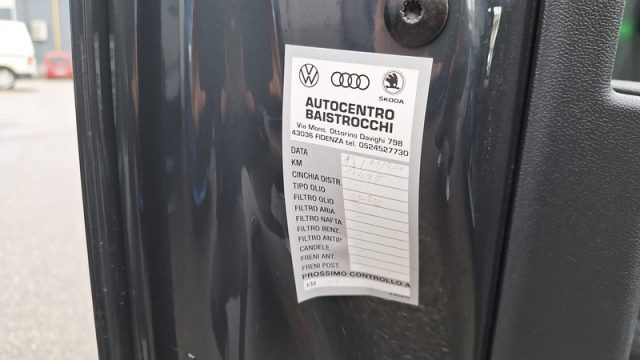 ŠKODA
AUTOCENTRO
BAISTROCCHI
Via Mons. Ottorino Davighi 79B
43036 FIDENZA tel. 0524527730
DATA
KM
CINCHIA DISTR.
TIPO OLIO
FILTRO OLIO
FILTRO ARIA
FILTRO NAFTA
FILTRO BENZ.
FILTRO ANTIP.
CANDELE
FRENI ANT.
FRENI POST.
PROSSIMO CONTROLLO A
KM